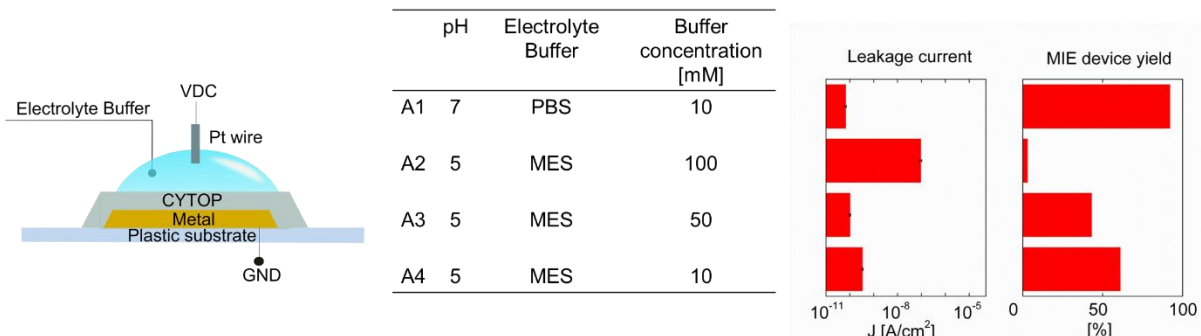 VDC
Electrolyte Buffer
Pt wire
CYTOP
Metal
Plastic substrate
GND
pH Electrolyte Buffer Buffer concentration [mM]
A1 7 PBS 10
A2 5 MES 100
A3 5 MES 50
A4 5 MES 10
Leakage current
MIE device yield
10⁻¹¹ 10⁻⁸ 10⁻⁵
J [A/cm²]
0 50 100
[%]